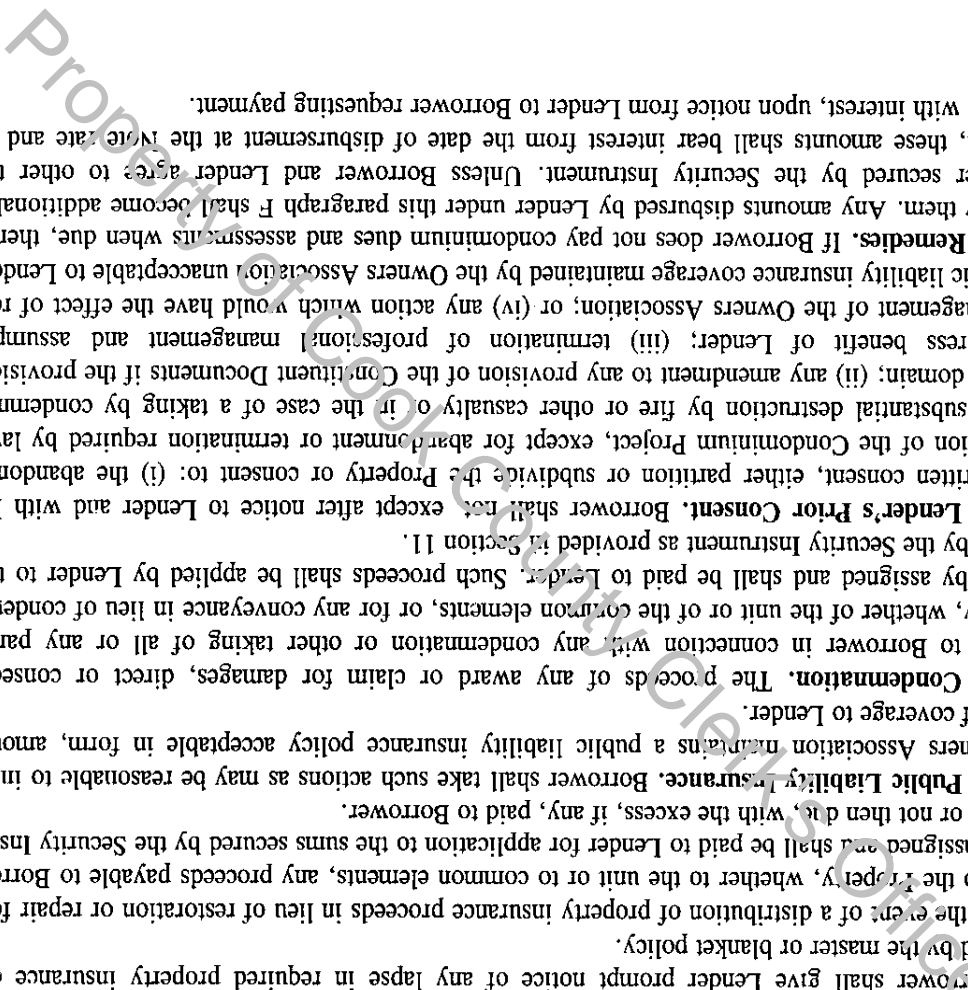 rrower shall give Lender prompt notice of any lapse in required property insurance
d by the master or blanket policy.
the event of a distribution of property insurance proceeds in lieu of restoration or repair f
o the Property, whether to the unit or to common elements, any proceeds payable to Borro
assigned and shall be paid to Lender for application to the sums secured by the Security Ins
or not then due, with the excess, if any, paid to Borrower.
Public Liability Insurance. Borrower shall take such actions as may be reasonable to in
ners Association maintains a public liability insurance policy acceptable in form, amou
f coverage to Lender.
Condemnation. The proceeds of any award or claim for damages, direct or conseq
to Borrower in connection with any condemnation or other taking of all or any par
, whether of the unit or of the common elements, or for any conveyance in lieu of conde
by assigned and shall be paid to Lender. Such proceeds shall be applied by Lender to t
by the Security Instrument as provided in Section 11.
Lender's Prior Consent. Borrower shall not, except after notice to Lender and with
ritten consent, either partition or subdivide the Property or consent to: (i) the abandon
ion of the Condominium Project, except for abandonment or termination required by la
substantial destruction by fire or other casualty or in the case of a taking by condemn
domain; (ii) any amendment to any provision of the Constituent Documents if the provisi
ress benefit of Lender; (iii) termination of professional management and assump
nagement of the Owners Association; or (iv) any action which would have the effect of r
ic liability insurance coverage maintained by the Owners Association unacceptable to Lende
Remedies. If Borrower does not pay condominium dues and assessments when due, then
them. Any amounts disbursed by Lender under this paragraph F shall become additional
er secured by the Security Instrument. Unless Borrower and Lender agree to other t
, these amounts shall bear interest from the date of disbursement at the Note rate and
with interest, upon notice from Lender to Borrower requesting payment.
Property of Cook County Clerk's Office